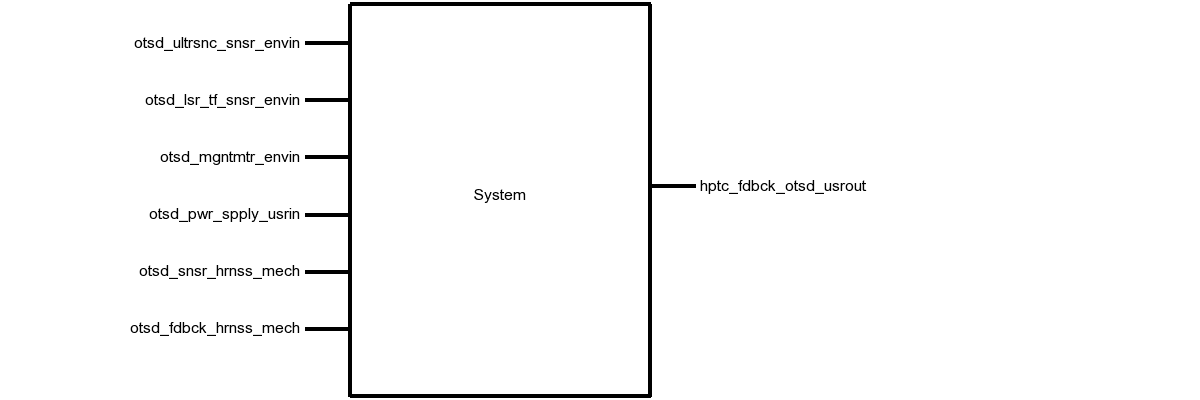 otsd_ultrsnc_snsr_envin
otsd_lsr_tf_snsr_envin
otsd_mgntmtr_envin
otsd_pwr_spply_usrin
otsd_snsr_hrnss_mech
otsd_fdbck_hrnss_mech
System
hptc_fdbck_otsd_usrout